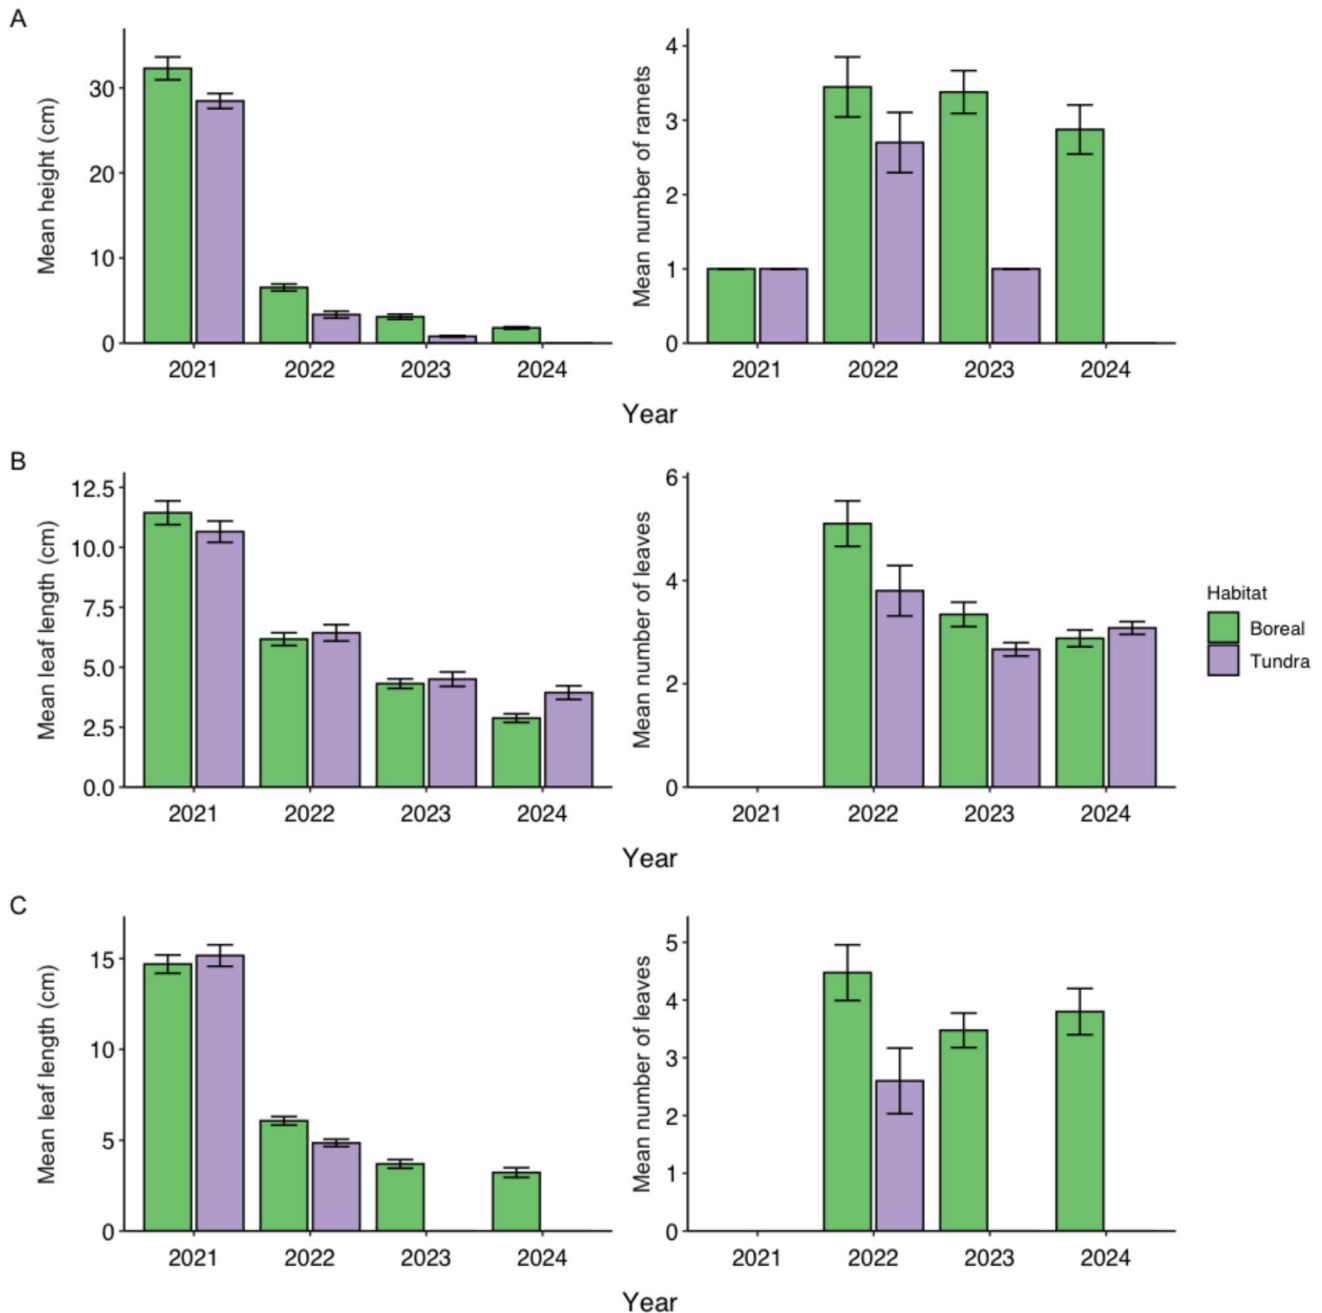 A
Mean height (cm)
30
20
10
0
2021 2022 2023 2024
Mean number of ramets
4
3
2
1
0
2021 2022 2023 2024
Year
B
Mean leaf length (cm)
12.5
10.0
7.5
5.0
2.5
0.0
2021 2022 2023 2024
Mean number of leaves
6
4
2
0
2021 2022 2023 2024
Year
Habitat
Boreal
Tundra
C
Mean leaf length (cm)
15
10
5
0
2021 2022 2023 2024
Mean number of leaves
5
4
3
2
1
0
2021 2022 2023 2024
Year